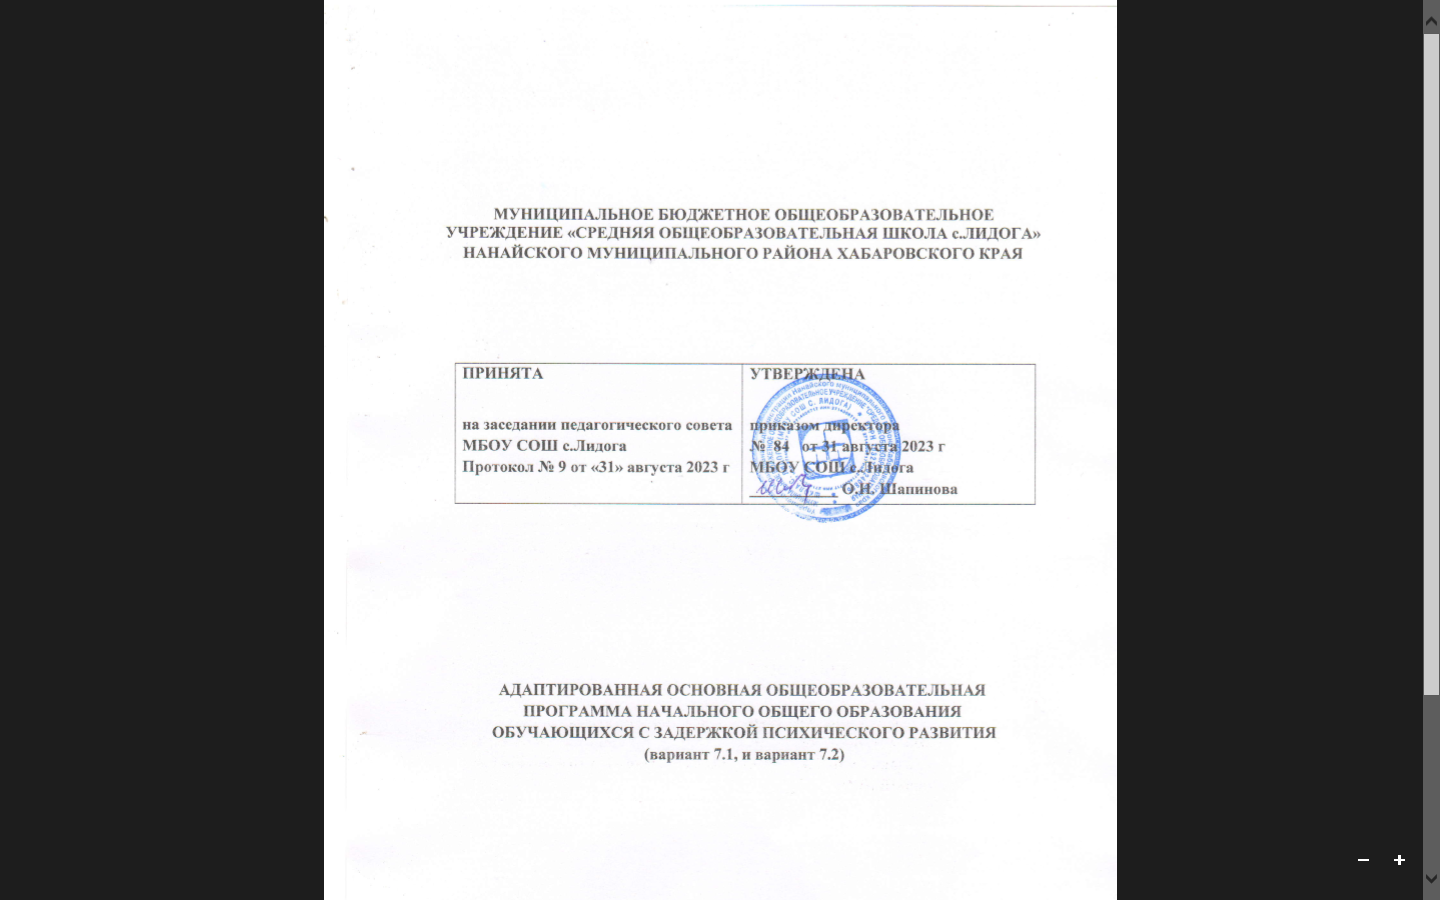 МУНИЦИПАЛЬНОЕ БЮДЖЕТНОЕ ОБЩЕОБРАЗОВАТЕЛЬНОЕ
УЧРЕЖДЕНИЕ «СРЕДНЯЯ ОБЩЕОБРАЗОВАТЕЛЬНАЯ ШКОЛА с.ЛИДОГА»
НАНАЙСКОГО МУНИЦИПАЛЬНОГО РАЙОНА ХАБАРОВСКОГО КРАЯ
ПРИНЯТА
на заседании педагогического совета
МБОУ СОШ с.Лидога
Протокол № 9 от «31» августа 2023 г
УТВЕРЖДЕНА
приказом директора
№ 84 от 31 августа 2023 г
МБОУ СОШ с.Лидога
О.Н. Шапинова
АДАПТИРОВАННАЯ ОСНОВНАЯ ОБЩЕОБРАЗОВАТЕЛЬНАЯ
ПРОГРАММА НАЧАЛЬНОГО ОБЩЕГО ОБРАЗОВАНИЯ
ОБУЧАЮЩИХСЯ С ЗАДЕРЖКОЙ ПСИХИЧЕСКОГО РАЗВИТИЯ
(вариант 7.1, и вариант 7.2)